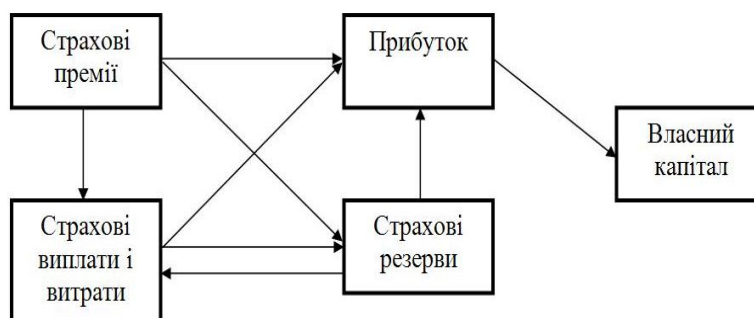 Страхові
премії
Прибуток
Власний
капітал
Страхові
виплати і
витрати
Страхові
резерви